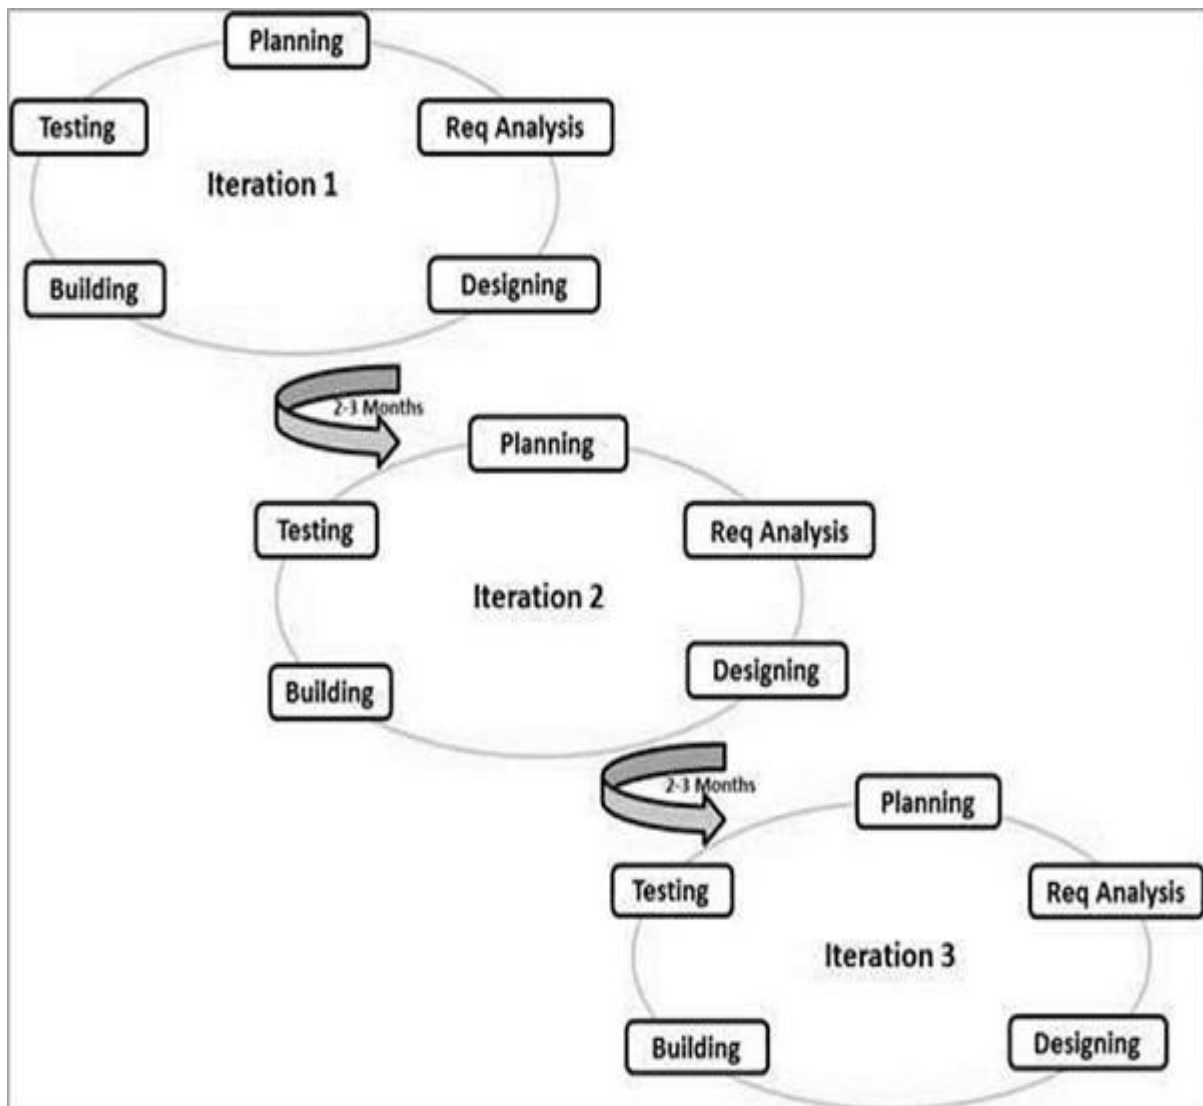 Planning
Testing
Req Analysis
Iteration 1
Building
Designing
2-3 Months
Planning
Testing
Req Analysis
Iteration 2
Building
Designing
2-3 Months
Planning
Testing
Req Analysis
Iteration 3
Building
Designing